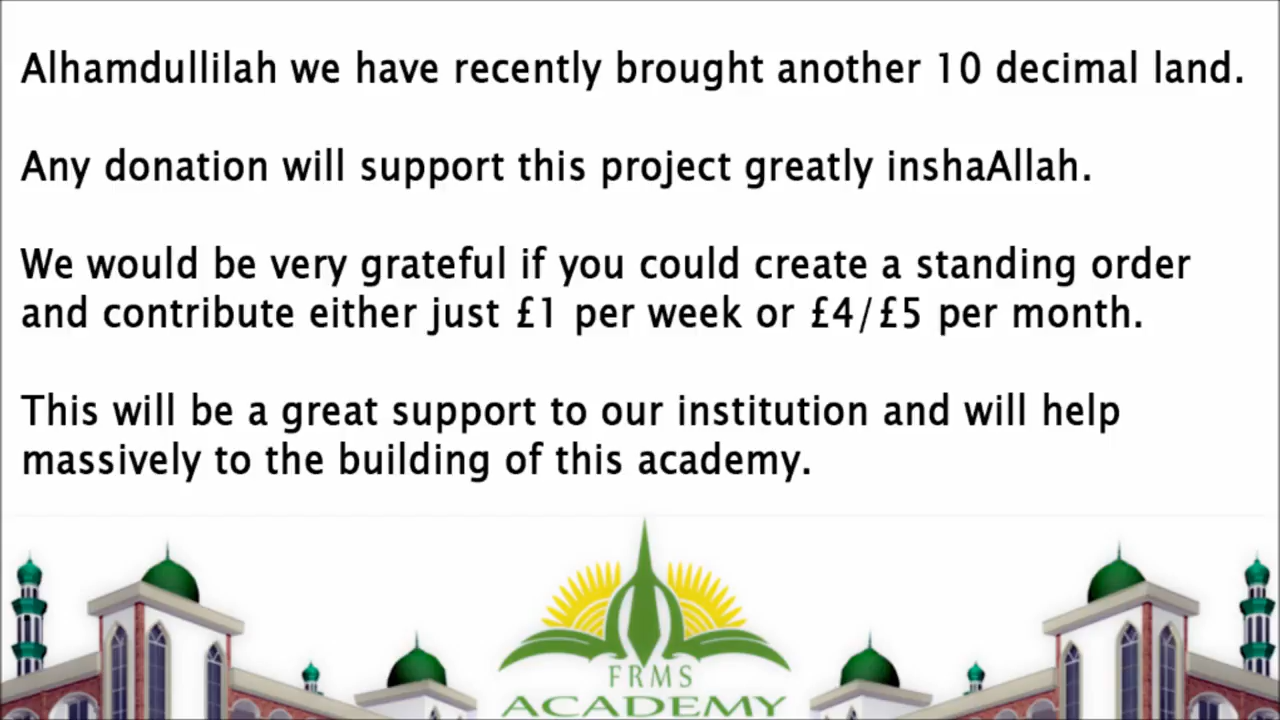 Alhamdullilah we have recently brought another 10 decimal land.
Any donation will support this project greatly inshaAllah.
We would be very grateful if you could create a standing order
and contribute either just £1 per week or £4/£5 per month.
This will be a great support to our institution and will help
massively to the building of this academy.
FRMS
ACADEMY